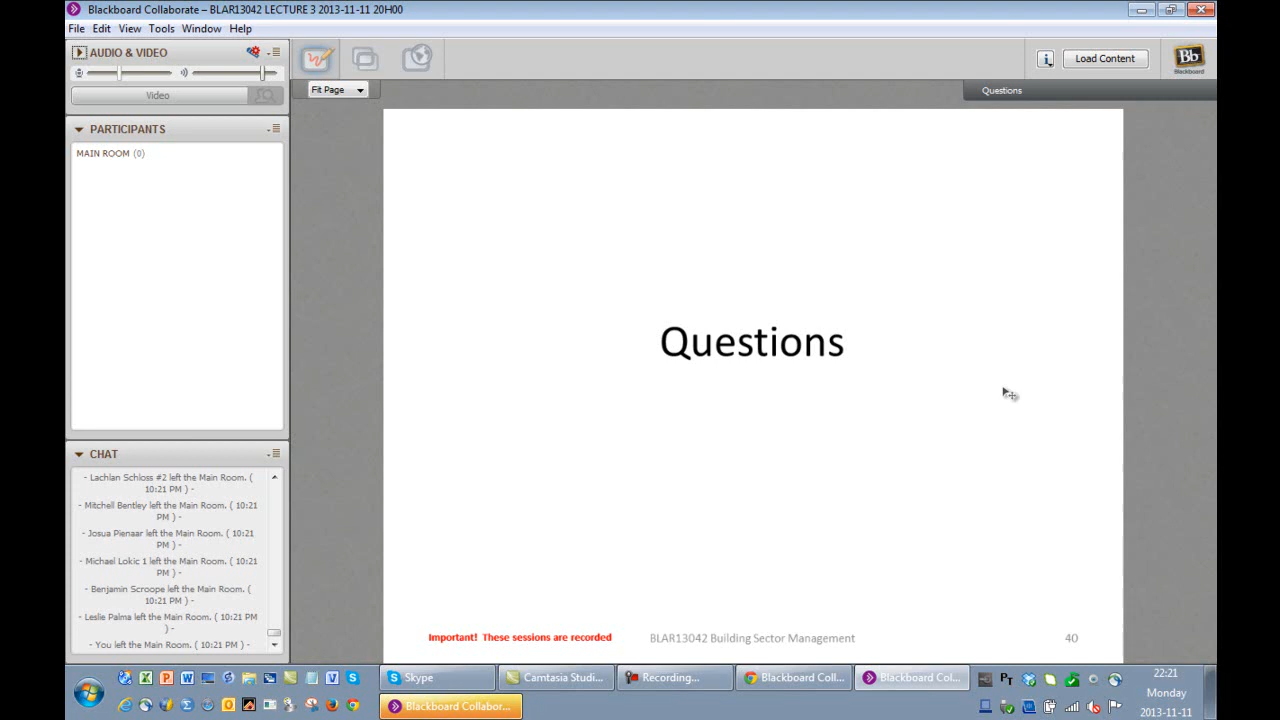 Blackboard Collaborate – BLAR13042 LECTURE 3 2013-11-11 20H00
File Edit View Tools Window Help
AUDIO & VIDEO
Video
PARTICIPANTS
MAIN ROOM (0)
CHAT
- Lachlan Schloss #2 left the Main Room. (
10:21 PM ) -
- Mitchell Bentley left the Main Room. ( 10:21
PM ) -
- Josua Pienaar left the Main Room. ( 10:21
PM ) -
- Michael Lokic 1 left the Main Room. ( 10:21
PM ) -
- Benjamin Scroope left the Main Room. (
10:21 PM ) -
- Leslie Palma left the Main Room. ( 10:21 PM
) -
- You left the Main Room. ( 10:21 PM ) -
Load Content
Bb
Blackboard
Fit Page
Questions
Questions
Important! These sessions are recorded
BLAR13042 Building Sector Management
40
Skype
Camtasia Studi...
Recording...
Blackboard Coll...
Blackboard Col...
Blackboard Collabor...
22:21
Monday
2013-11-11